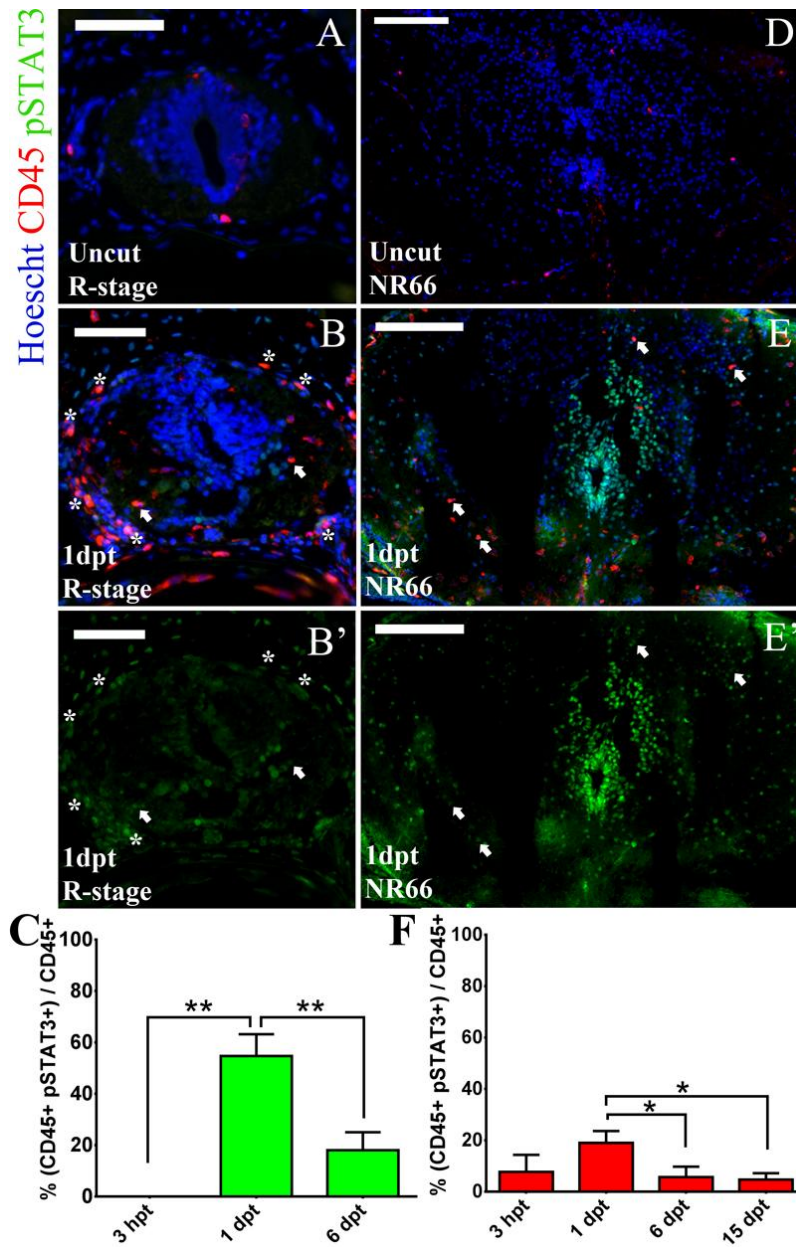 Hoescht CD45 pSTAT3
A
Uncut
R-stage
D
Uncut
NR66
B
* * * * * * * *
1dpt
R-stage
E
1dpt
NR66
B’
* * * * * * *
1dpt
R-stage
E’
1dpt
NR66
C
% (CD45+ pSTAT3+) / CD45+
100
80
60
40
20
0
** **
3 hpt 1 dpt 6 dpt
F
% (CD45+ pSTAT3+) / CD45+
100
80
60
40
20
0
*
*
3 hpt 1 dpt 6 dpt 15 dpt